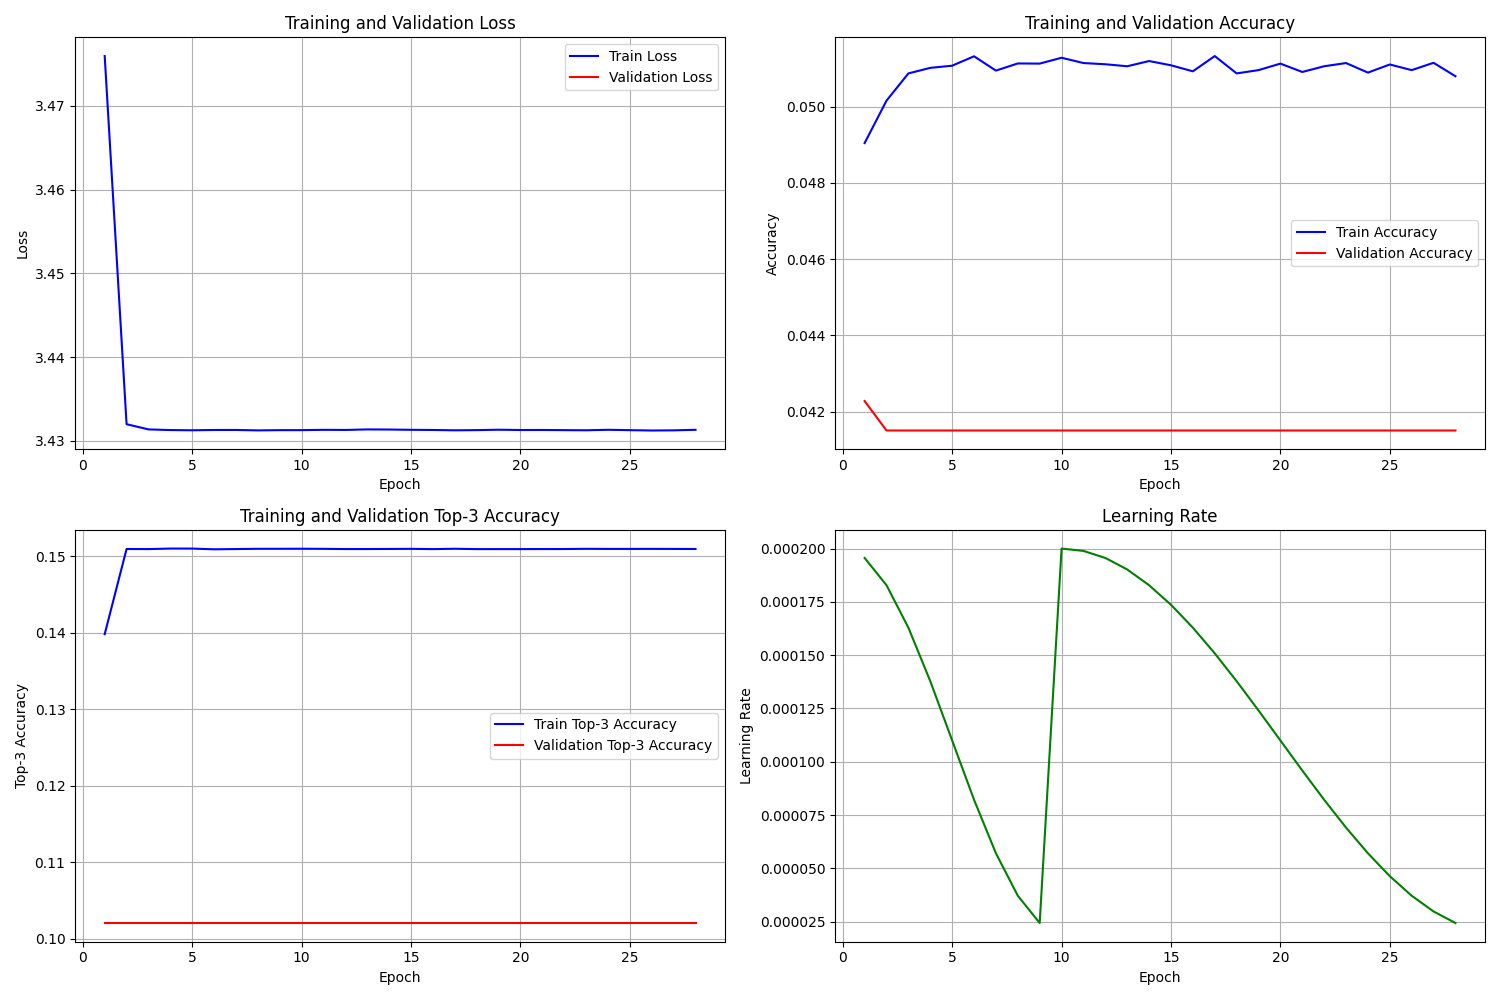 Training and Validation Loss
Loss
3.47
3.46
3.45
3.44
3.43
Train Loss
Validation Loss
0 5 10 15 20 25
Epoch
Training and Validation Accuracy
Accuracy
0.050
0.048
0.046
0.044
0.042
Train Accuracy
Validation Accuracy
0 5 10 15 20 25
Epoch
Training and Validation Top-3 Accuracy
Top-3 Accuracy
0.15
0.14
0.13
0.12
0.11
0.10
Train Top-3 Accuracy
Validation Top-3 Accuracy
0 5 10 15 20 25
Epoch
Learning Rate
Learning Rate
0.000200
0.000175
0.000150
0.000125
0.000100
0.000075
0.000050
0.000025
0 5 10 15 20 25
Epoch